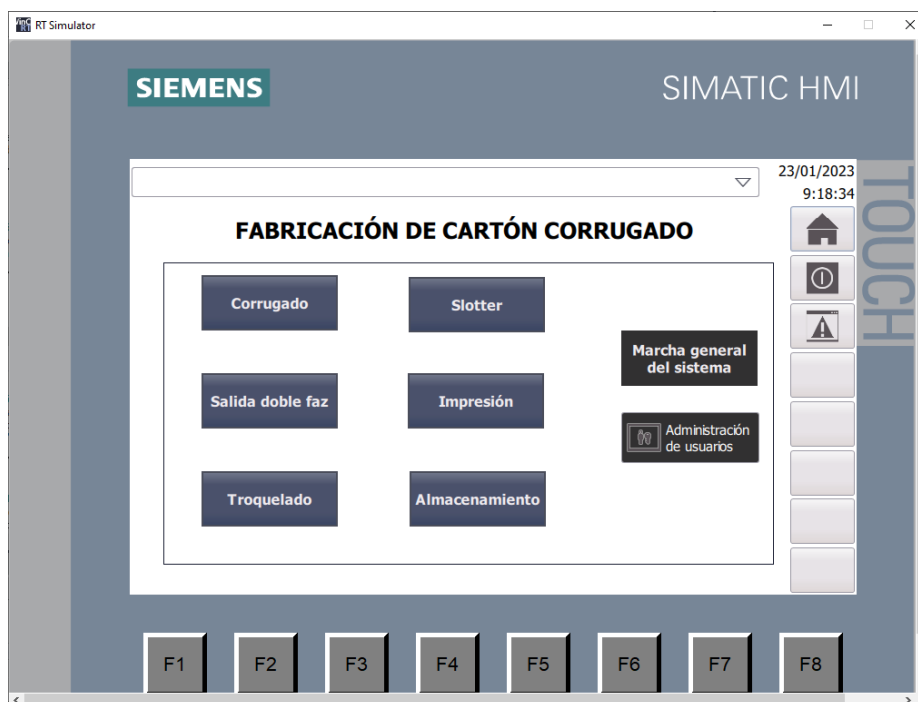 RT Simulator
SIEMENS
SIMATIC HMI
23/01/2023
9:18:34
TOUCH
FABRICACIÓN DE CARTÓN CORRUGADO
Corrugado
Slotter
Marcha general
del sistema
Salida doble faz
Impresión
Administración
de usuarios
Troquelado
Almacenamiento
F1 F2 F3 F4 F5 F6 F7 F8